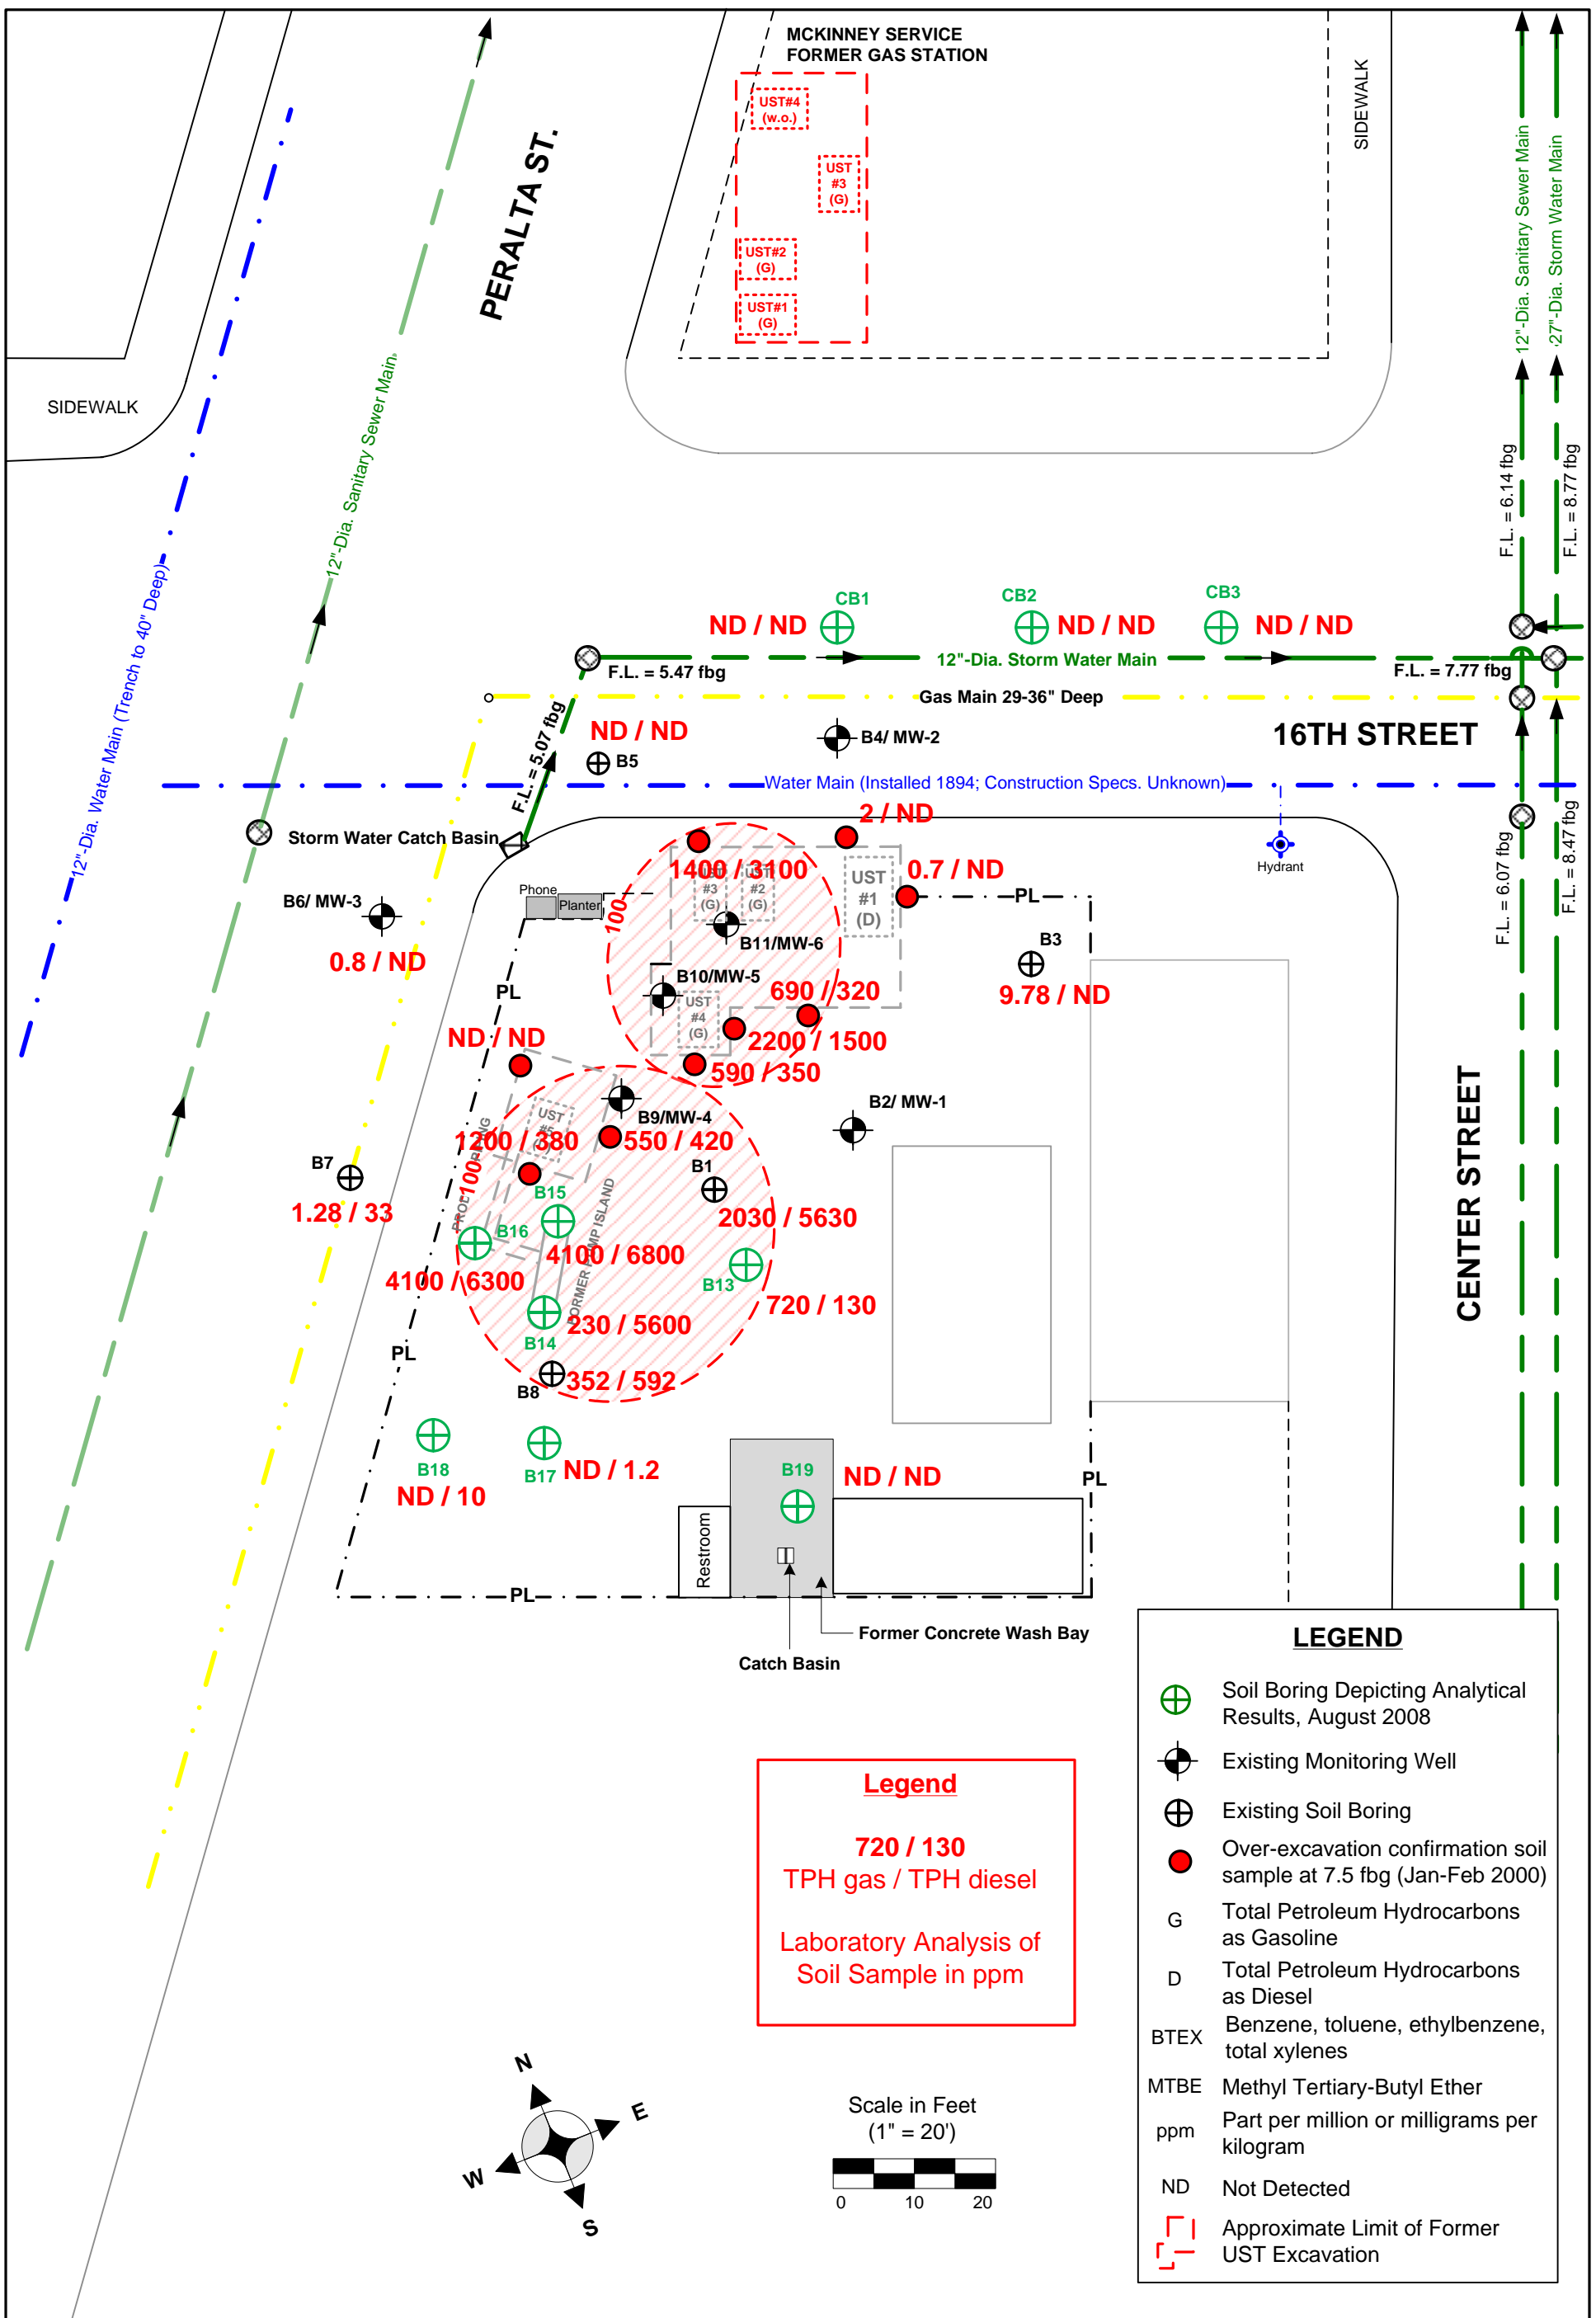 MCKINNEY SERVICE
FORMER GAS STATION
UST#4
(w.o.)
UST
#3
(G)
UST#2
(G)
UST#1
(G)
SIDEWALK
12"-Dia. Sanitary Sewer Main
27"-Dia. Storm Water Main
PERALTA ST.
SIDEWALK
12"-Dia. Sanitary Sewer Main
12"-Dia. Water Main (Trench to 40" Deep)
F.L. = 6.14 fbg
F.L. = 8.77 fbg
CB1
CB2
CB3
ND / ND
ND / ND
ND / ND
12"-Dia. Storm Water Main
F.L. = 5.47 fbg
F.L. = 7.77 fbg
Gas Main 29-36" Deep
F.L. = 5.07 fbg
ND / ND
B5
B4/ MW-2
16TH STREET
Water Main (Installed 1894; Construction Specs. Unknown)
Storm Water Catch Basin
2 / ND
Hydrant
F.L. = 6.07 fbg
F.L. = 8.47 fbg
1400 / 3100
UST
#3
(G)
UST
#2
(G)
UST
#1
(D)
0.7 / ND
PL
Phone
Planter
100
B6/ MW-3
0.8 / ND
B11/MW-6
B3
9.78 / ND
B10/MW-5
PL
UST
#4
(G)
690 / 320
2200 / 1500
ND / ND
590 / 350
B9/MW-4
B2/ MW-1
UST
1200 / 380
550 / 420
100
B7
1.28 / 33
B1
2030 / 5630
B15
B16
4100 / 6800
4100 / 6300
FORMER PUMP ISLAND
B13
720 / 130
230 / 5600
B14
PL
B8
352 / 592
CENTER STREET
B18
ND / 10
B17
ND / 1.2
B19
ND / ND
PL
Restroom
PL
Former Concrete Wash Bay
Catch Basin
LEGEND
Soil Boring Depicting Analytical
Results, August 2008
Existing Monitoring Well
Existing Soil Boring
Over-excavation confirmation soil
sample at 7.5 fbg (Jan-Feb 2000)
G Total Petroleum Hydrocarbons
as Gasoline
D Total Petroleum Hydrocarbons
as Diesel
BTEX Benzene, toluene, ethylbenzene,
total xylenes
MTBE Methyl Tertiary-Butyl Ether
ppm Part per million or milligrams per
kilogram
ND Not Detected
Approximate Limit of Former
UST Excavation
Legend
720 / 130
TPH gas / TPH diesel
Laboratory Analysis of
Soil Sample in ppm
N
E
W
S
Scale in Feet
(1" = 20')
0 10 20